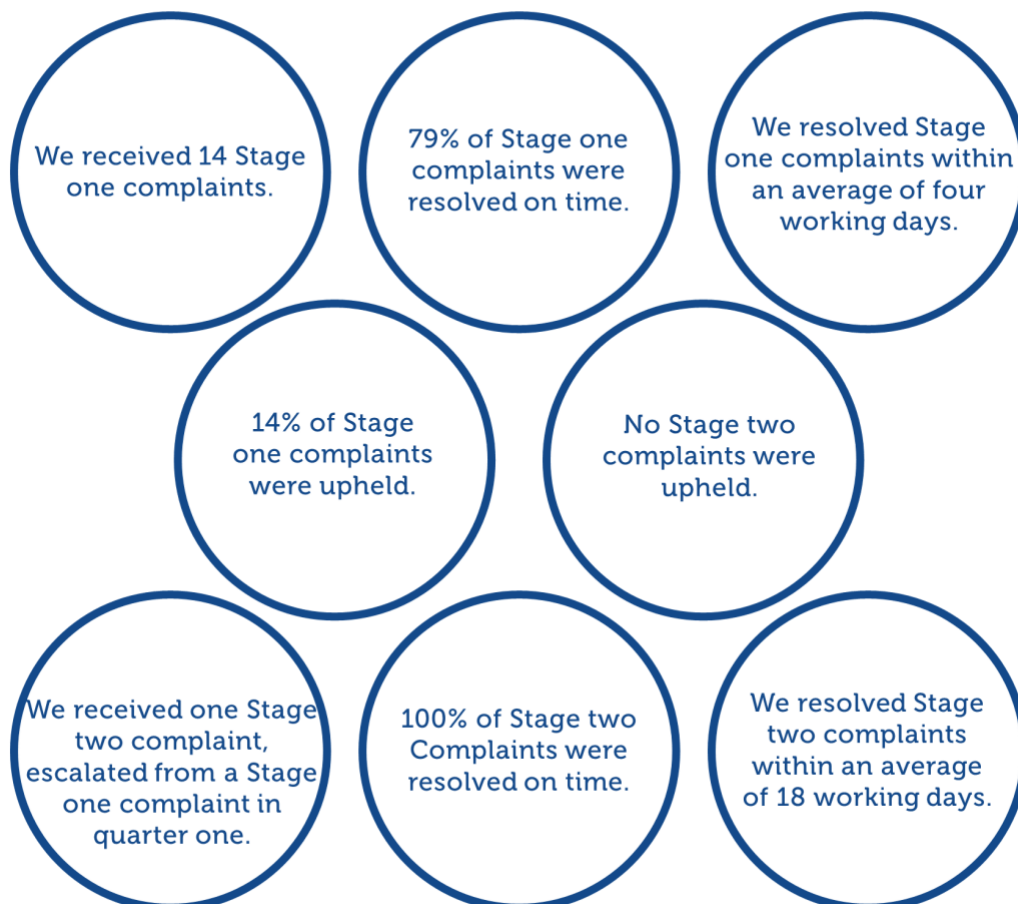 We received 14 Stage
one complaints.
79% of Stage one
complaints were
resolved on time.
We resolved Stage
one complaints within
an average of four
working days.
14% of Stage
one complaints
were upheld.
No Stage two
complaints were
upheld.
We received one Stage
two complaint,
escalated from a Stage
one complaint in
quarter one.
100% of Stage two
Complaints were
resolved on time.
We resolved Stage
two complaints
within an average
of 18 working days.